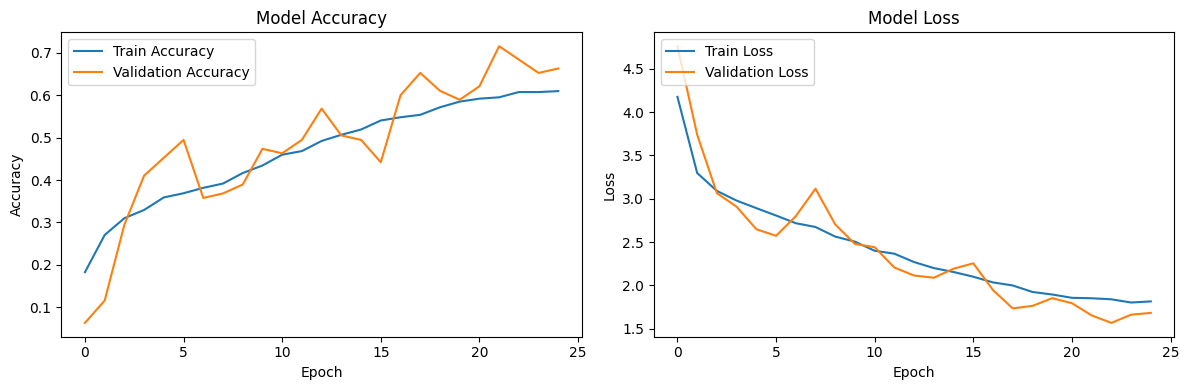 Model Accuracy
Train Accuracy
Validation Accuracy
0.7
0.6
0.5
0.4
0.3
0.2
0.1
Accuracy
0 5 10 15 20 25
Epoch
Model Loss
Train Loss
Validation Loss
4.5
4.0
3.5
3.0
2.5
2.0
1.5
Loss
0 5 10 15 20 25
Epoch